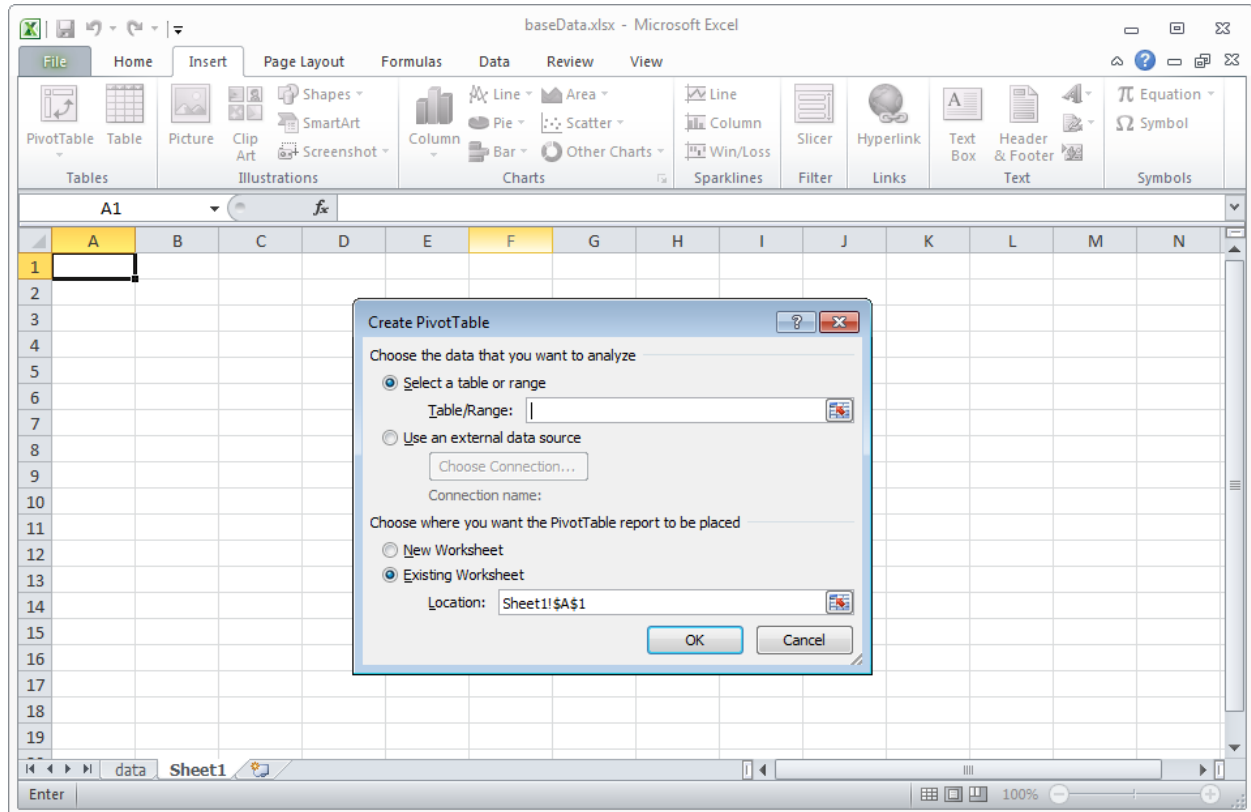 baseData.xlsx - Microsoft Excel
File Home Insert Page Layout Formulas Data Review View
PivotTable Table Picture Clip Art Shapes SmartArt Screenshot Column Line Pie Bar Area Scatter Other Charts Line Column Win/Loss Slicer Hyperlink Text Box Header & Footer Equation Symbol
Tables Illustrations Charts Sparklines Filter Links Text Symbols
A1 fx
A B C D E F G H I J K L M N
1
2
3
4
5
6
7
8
9
10
11
12
13
14
15
16
17
18
19
Create PivotTable
Choose the data that you want to analyze
Select a table or range
Table/Range:
Use an external data source
Choose Connection...
Connection name:
Choose where you want the PivotTable report to be placed
New Worksheet
Existing Worksheet
Location: Sheet1!$A$1
OK Cancel
data Sheet1
Enter 100%